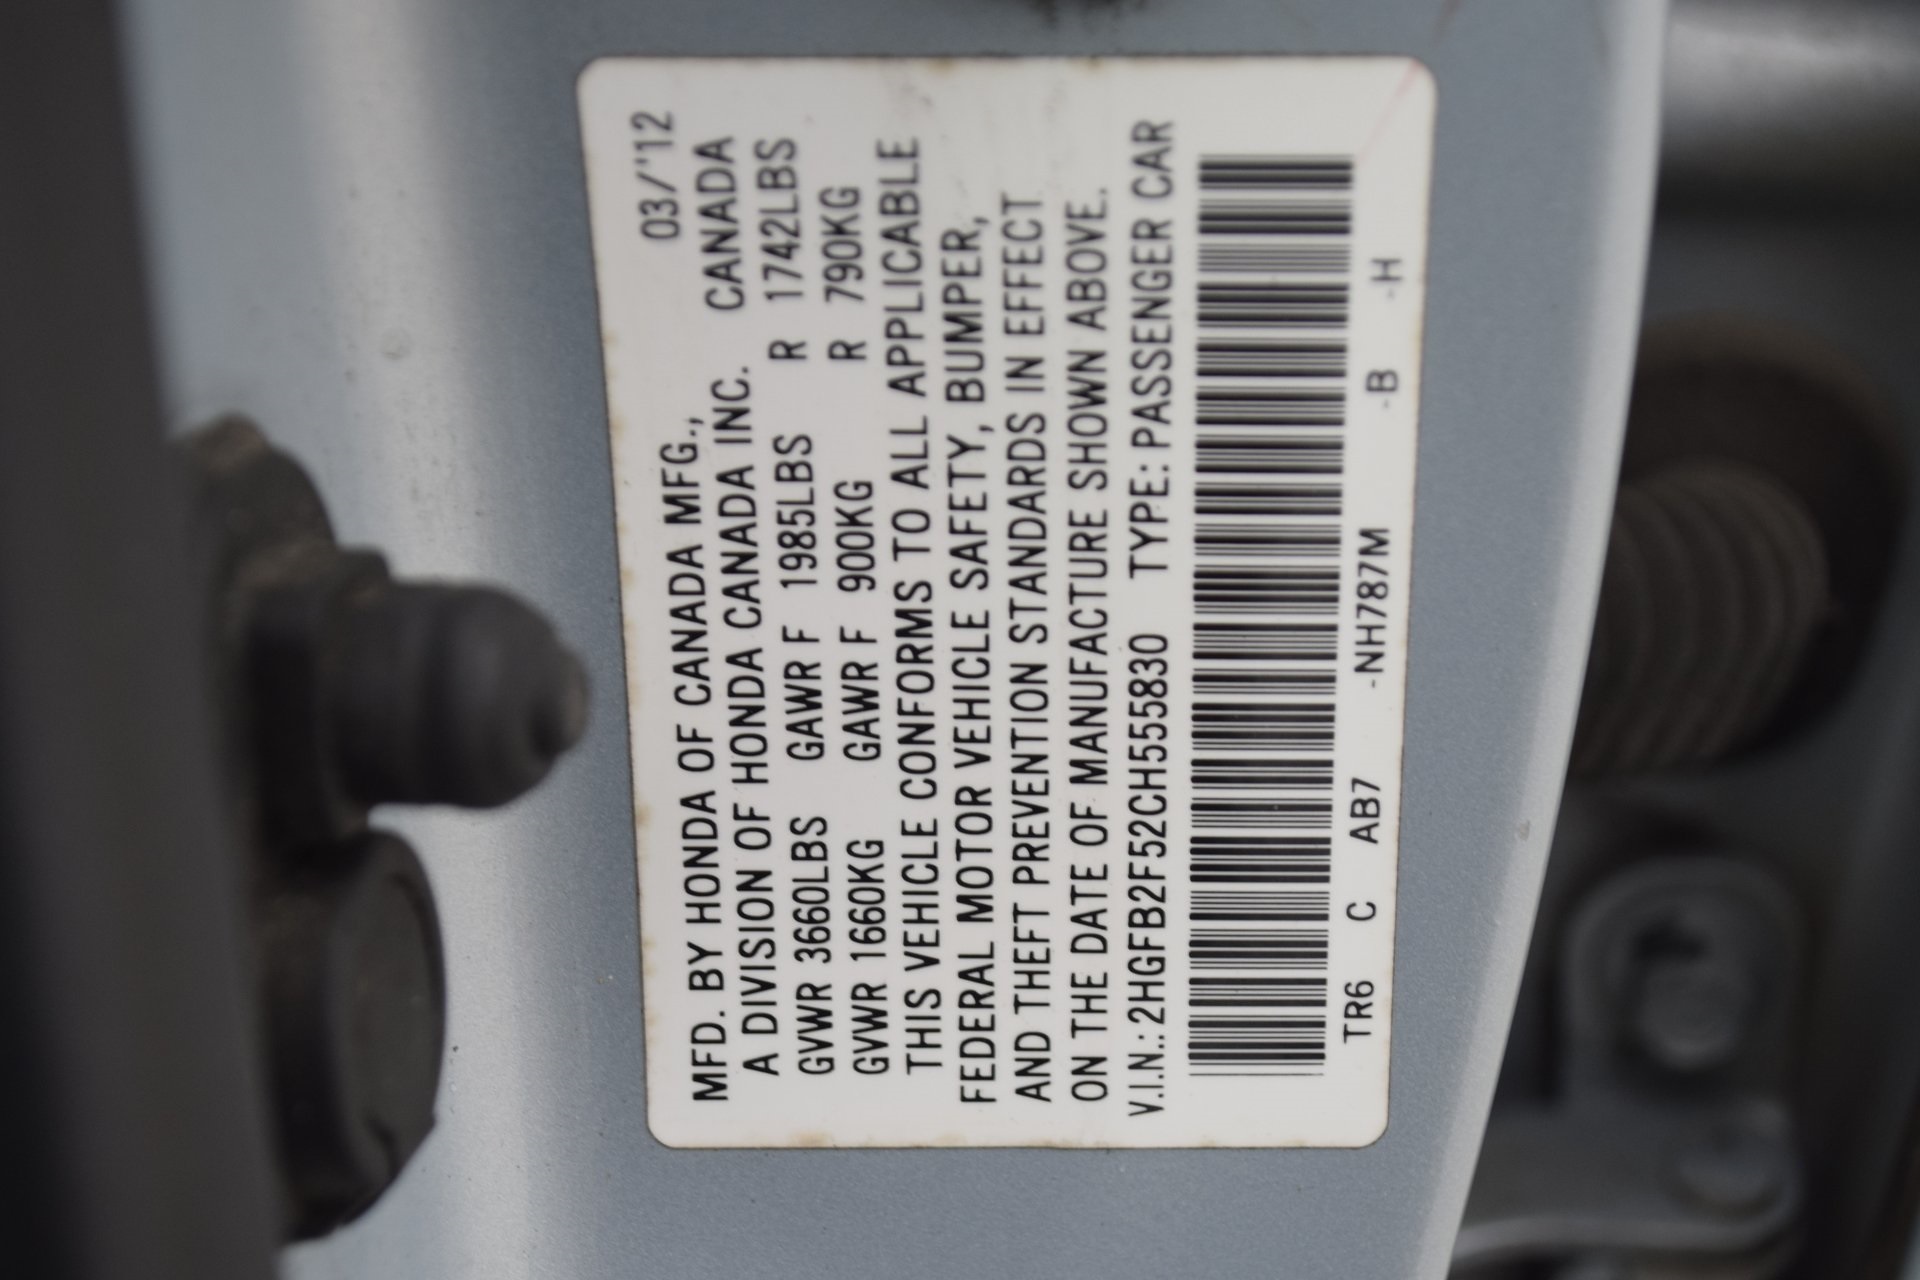 03/'12
MFD. BY HONDA OF CANADA MFG., CANADA
A DIVISION OF HONDA CANADA INC.
GVWR 3660LBS GAWR F 1985LBS R 1742LBS
GVWR 1660KG GAWR F 900KG R 790KG
THIS VEHICLE CONFORMS TO ALL APPLICABLE
FEDERAL MOTOR VEHICLE SAFETY, BUMPER,
AND THEFT PREVENTION STANDARDS IN EFFECT
ON THE DATE OF MANUFACTURE SHOWN ABOVE.
V.I.N.: 2HGFB2F52CH555830 TYPE: PASSENGER CAR
TR6 C AB7 -NH787M -B -H